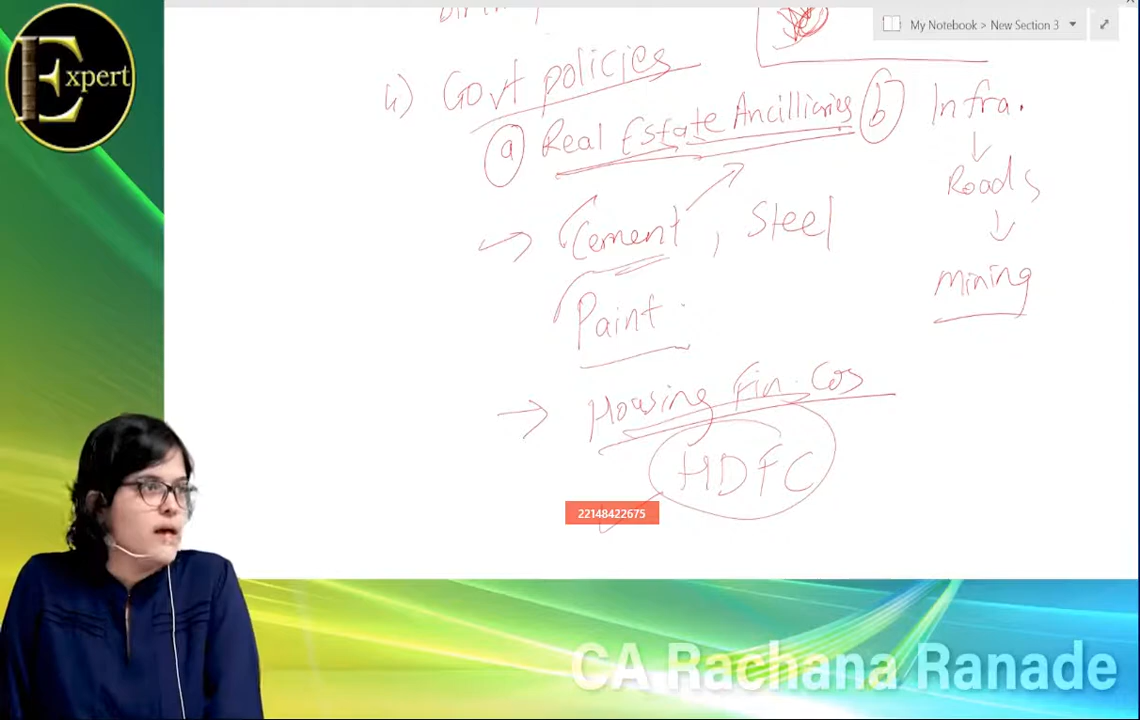 Expert
My Notebook > New Section 3
4) Govt policies
a Real Estate Ancilliaries
b Infra.
Roads
mining
Cement, Steel
Paint
Housing Fin. Cos
HDFC
22148422675
CA Rachana Ranade